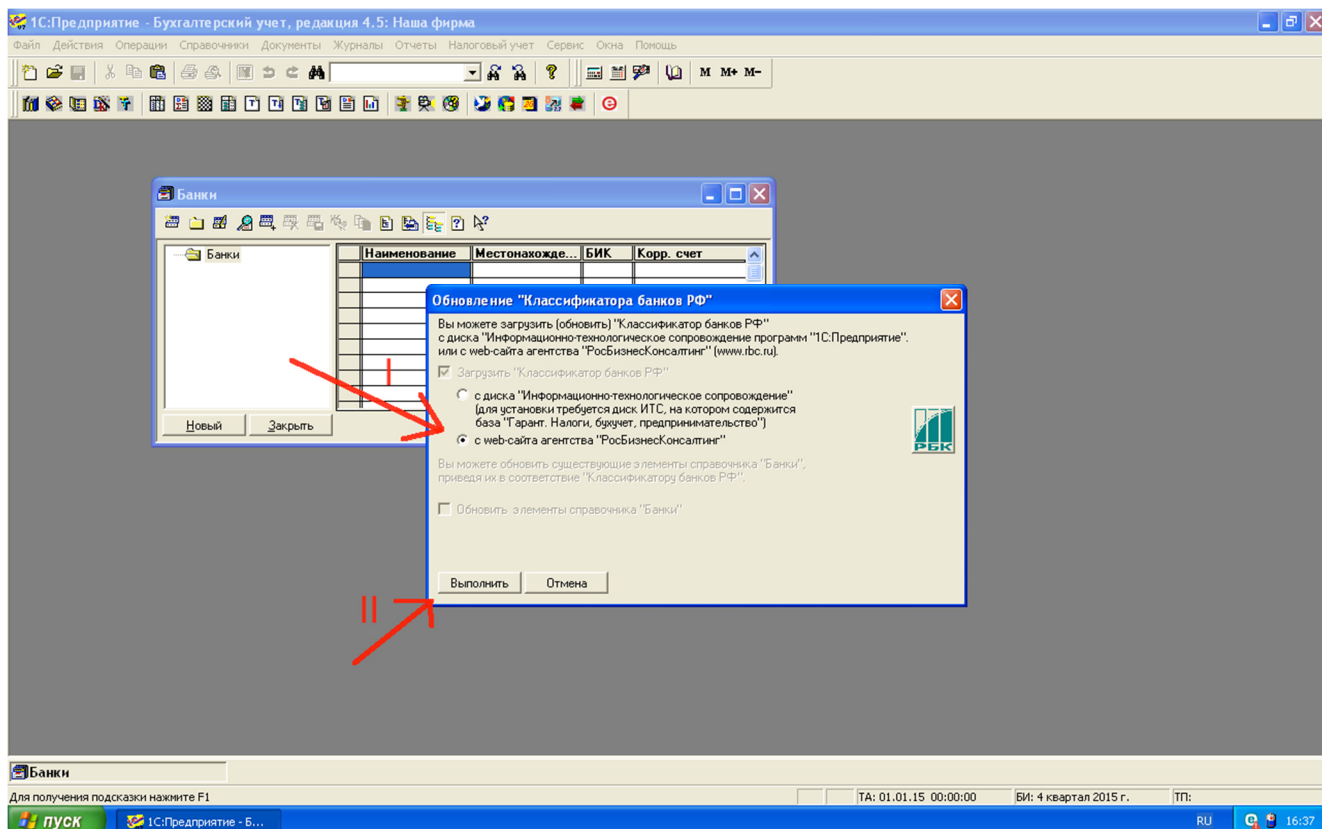 1С:Предприятие - Бухгалтерский учет, редакция 4.5: Наша фирма
Файл Действия Операции Справочники Документы Журналы Отчеты Налоговый учет Сервис Окна Помощь
М М+ М-
Банки
Банки
Наименование Местонахожде... БИК Корр. счет
Новый Закрыть
Обновление "Классификатора банков РФ"
Вы можете загрузить (обновить) "Классификатор банков РФ"
с диска "Информационно-технологическое сопровождение программ "1С:Предприятие".
или с web-сайта агентства "РосБизнесКонсалтинг" (www.rbc.ru).
Загрузить "Классификатор банков РФ"
с диска "Информационно-технологическое сопровождение"
(для установки требуется диск ИТС, на котором содержится
база "Гарант. Налоги, бухучет, предпринимательство")
с web-сайта агентства "РосБизнесКонсалтинг"
РБК
Вы можете обновить существующие элементы справочника "Банки",
приведя их в соответствие "Классификатору банков РФ".
Обновить элементы справочника "Банки"
Выполнить Отмена
I
II
Банки
Для получения подсказки нажмите F1
ТА: 01.01.15 00:00:00 БИ: 4 квартал 2015 г. ТП:
пуск 1С:Предприятие - Б... RU 16:37